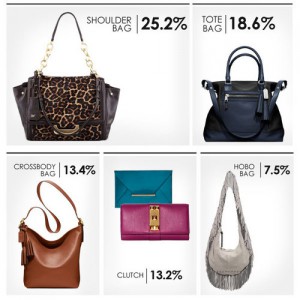 SHOULDER
BAG
25.2%
TOTE
BAG
18.6%
CROSSBODY
BAG
13.4%
CLUTCH
13.2%
HOBO
BAG
7.5%